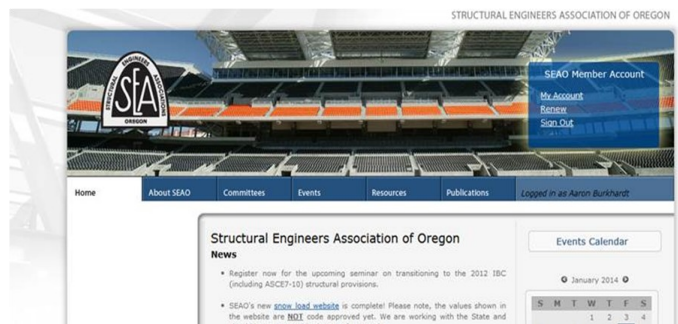 STRUCTURAL ENGINEERS ASSOCIATION OF OREGON
STRUCTURAL ENGINEERS ASSOCIATIONS
SEA
OREGON
SEAO Member Account
My Account
Renew
Sign Out
Home About SEAO Committees Events Resources Publications Logged in as Aaron Burkhardt
Structural Engineers Association of Oregon
News
Register now for the upcoming seminar on transitioning to the 2012 IBC
(including ASCE7-10) structural provisions.
SEAO's new snow load website is complete! Please note, the values shown in
the website are NOT code approved yet. We are working with the State and
Events Calendar
January 2014
S M T W T F S
1 2 3 4